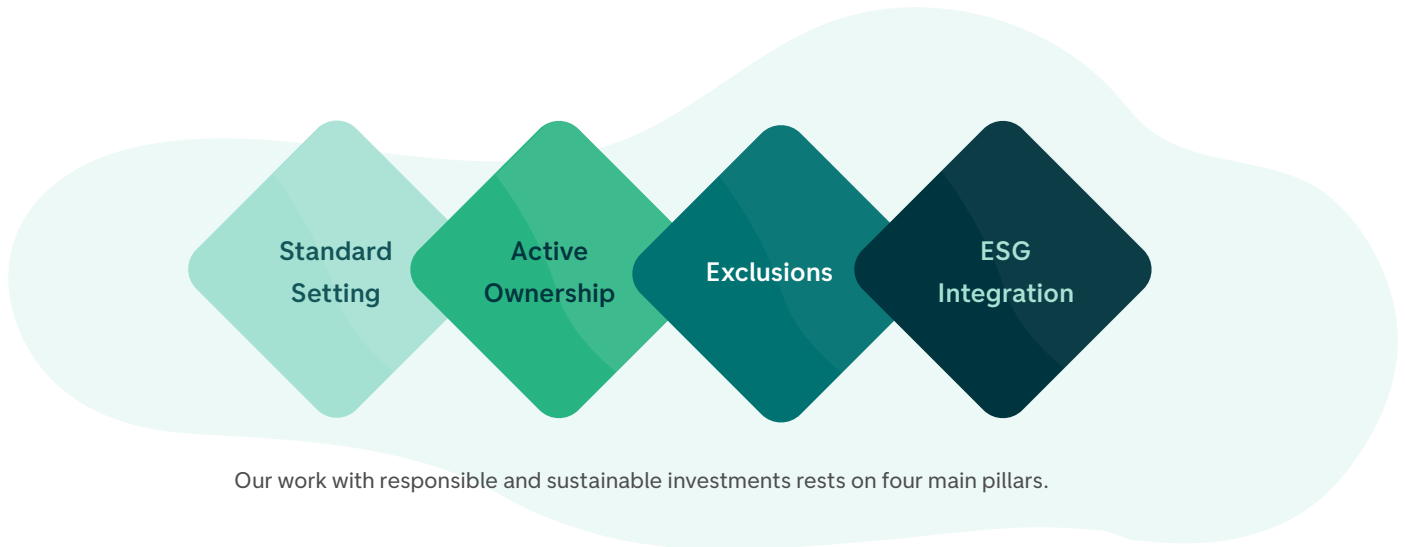 Standard
Setting
Active
Ownership
Exclusions
ESG
Integration
Our work with responsible and sustainable investments rests on four main pillars.